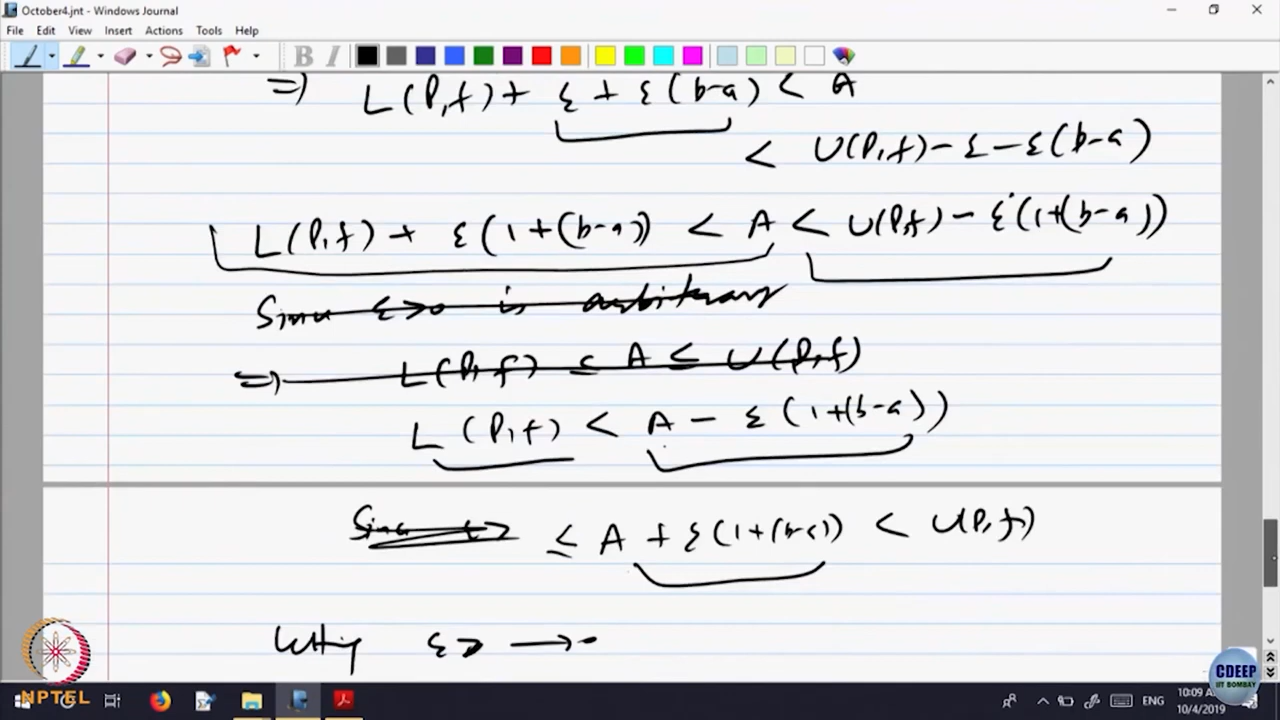 October4.jnt - Windows Journal
File Edit View Insert Actions Tools Help
B I
=) L(P,f) + ε + ε(b-a) < A
< U(P,f) - ε - ε(b-a)
L(P,f) + ε(1+(b-a)) < A < U(P,f) - ε(1+(b-a))
Since ε>0 is arbitrary
=) L(P,f) ≤ A ≤ U(P,f)
L(P,f) < A - ε(1+(b-a))
≤ A + ε(1+(b-a)) < U(P,f)
Letting ε →
NPTEL
ENG
10:09 A
10/4/2019
CDEEP
IIT BOMBAY